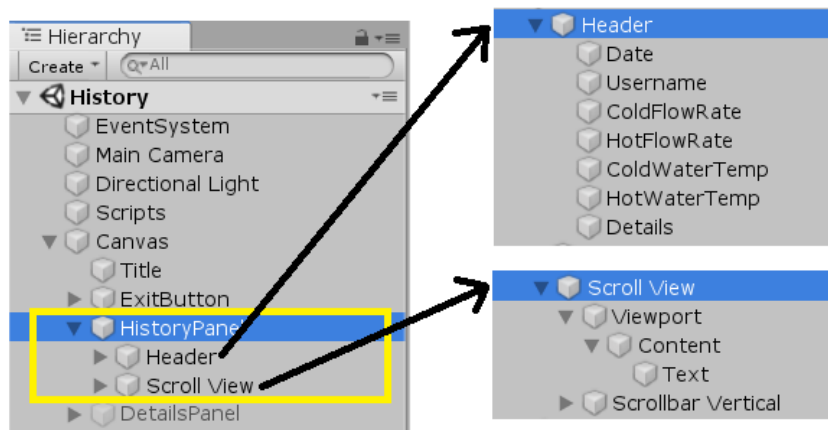 Hierarchy
Create
All
History
EventSystem
Main Camera
Directional Light
Scripts
Canvas
Title
ExitButton
HistoryPanel
Header
Scroll View
DetailsPanel
Header
Date
Username
ColdFlowRate
HotFlowRate
ColdWaterTemp
HotWaterTemp
Details
Scroll View
Viewport
Content
Text
Scrollbar Vertical